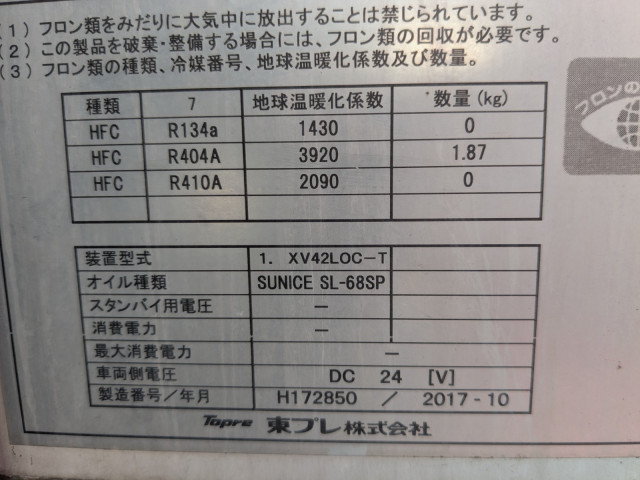 (1) フロン類をみだりに大気中に放出することは禁じられています。
(2) この製品を破棄・整備する場合には、フロン類の回収が必要です。
(3) フロン類の種類、冷媒番号、地球温暖化係数及び数量。
フロンの
種類 7 地球温暖化係数 数量(kg)
HFC R134a 1430 0
HFC R404A 3920 1.87
HFC R410A 2090 0
装置型式 1. XV42LOC-T
オイル種類 SUNICE SL-68SP
スタンバイ用電圧 —
消費電力 —
最大消費電力 —
車両側電圧 DC 24 [V]
製造番号/年月 H172850 / 2017-10
Topre 東プレ株式会社